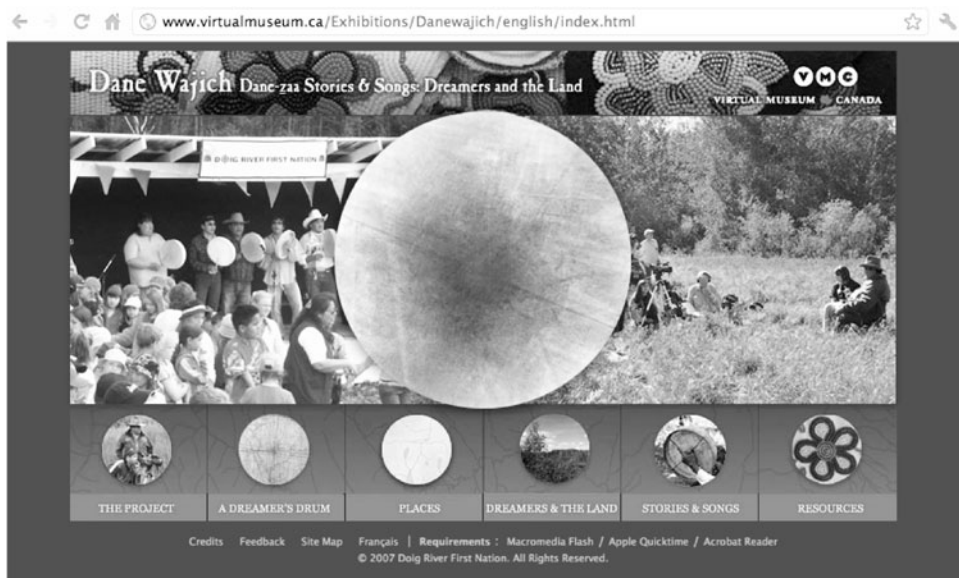 www.virtualmuseum.ca/Exhibitions/Danewajich/english/index.html
Dane Wajich Dane-zaa Stories & Songs: Dreamers and the Land
VMC
VIRTUAL MUSEUM CANADA
DOIG RIVER FIRST NATION
THE PROJECT
A DREAMER'S DRUM
PLACES
DREAMERS & THE LAND
STORIES & SONGS
RESOURCES
Credits Feedback Site Map Français | Requirements : Macromedia Flash / Apple Quicktime / Acrobat Reader
© 2007 Doig River First Nation. All Rights Reserved.